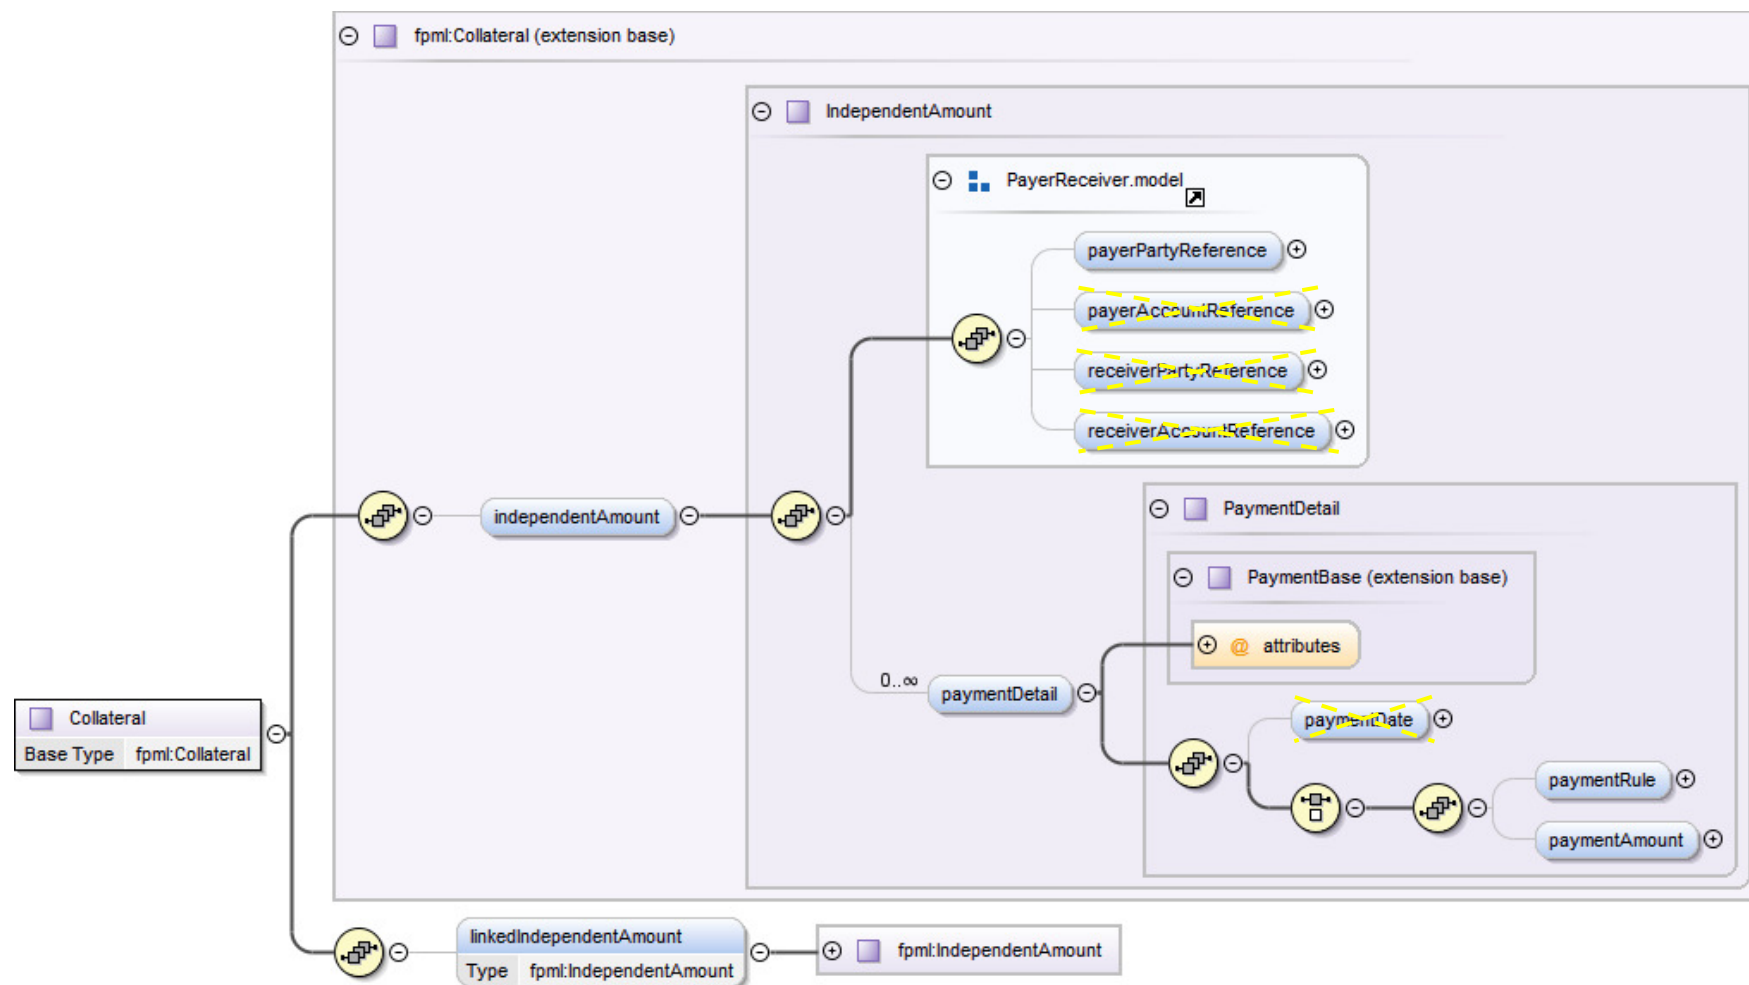 fpml:Collateral (extension base)
IndependentAmount
PayerReceiver.model
payerPartyReference
payerAccountReference
receiverPartyReference
receiverAccountReference
independentAmount
PaymentDetail
PaymentBase (extension base)
@ attributes
0..∞
paymentDetail
Collateral
Base Type fpml:Collateral
paymentDate
paymentRule
paymentAmount
linkedIndependentAmount
Type fpml:IndependentAmount
fpml:IndependentAmount